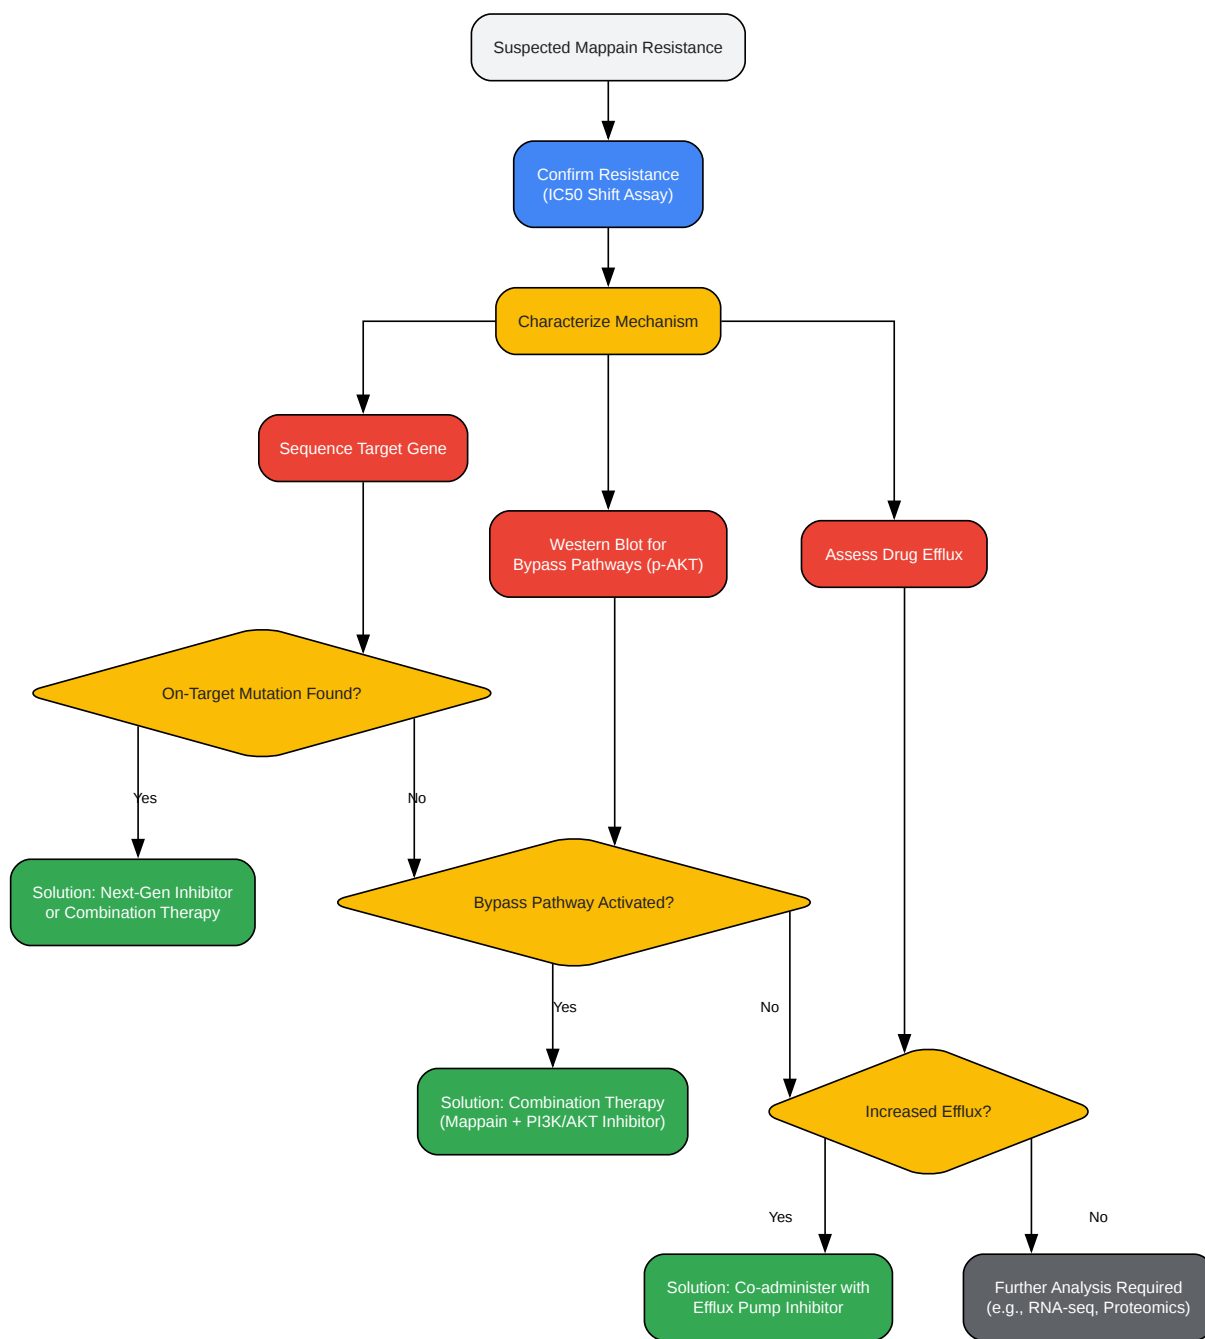 Suspected Mappain Resistance
Confirm Resistance
(IC50 Shift Assay)
Characterize Mechanism
Sequence Target Gene
Western Blot for
Bypass Pathways (p-AKT)
Assess Drug Efflux
On-Target Mutation Found?
Yes
No
Solution: Next-Gen Inhibitor
or Combination Therapy
Bypass Pathway Activated?
Yes
No
Solution: Combination Therapy
(Mappain + PI3K/AKT Inhibitor)
Increased Efflux?
Yes
No
Solution: Co-administer with
Efflux Pump Inhibitor
Further Analysis Required
(e.g., RNA-seq, Proteomics)